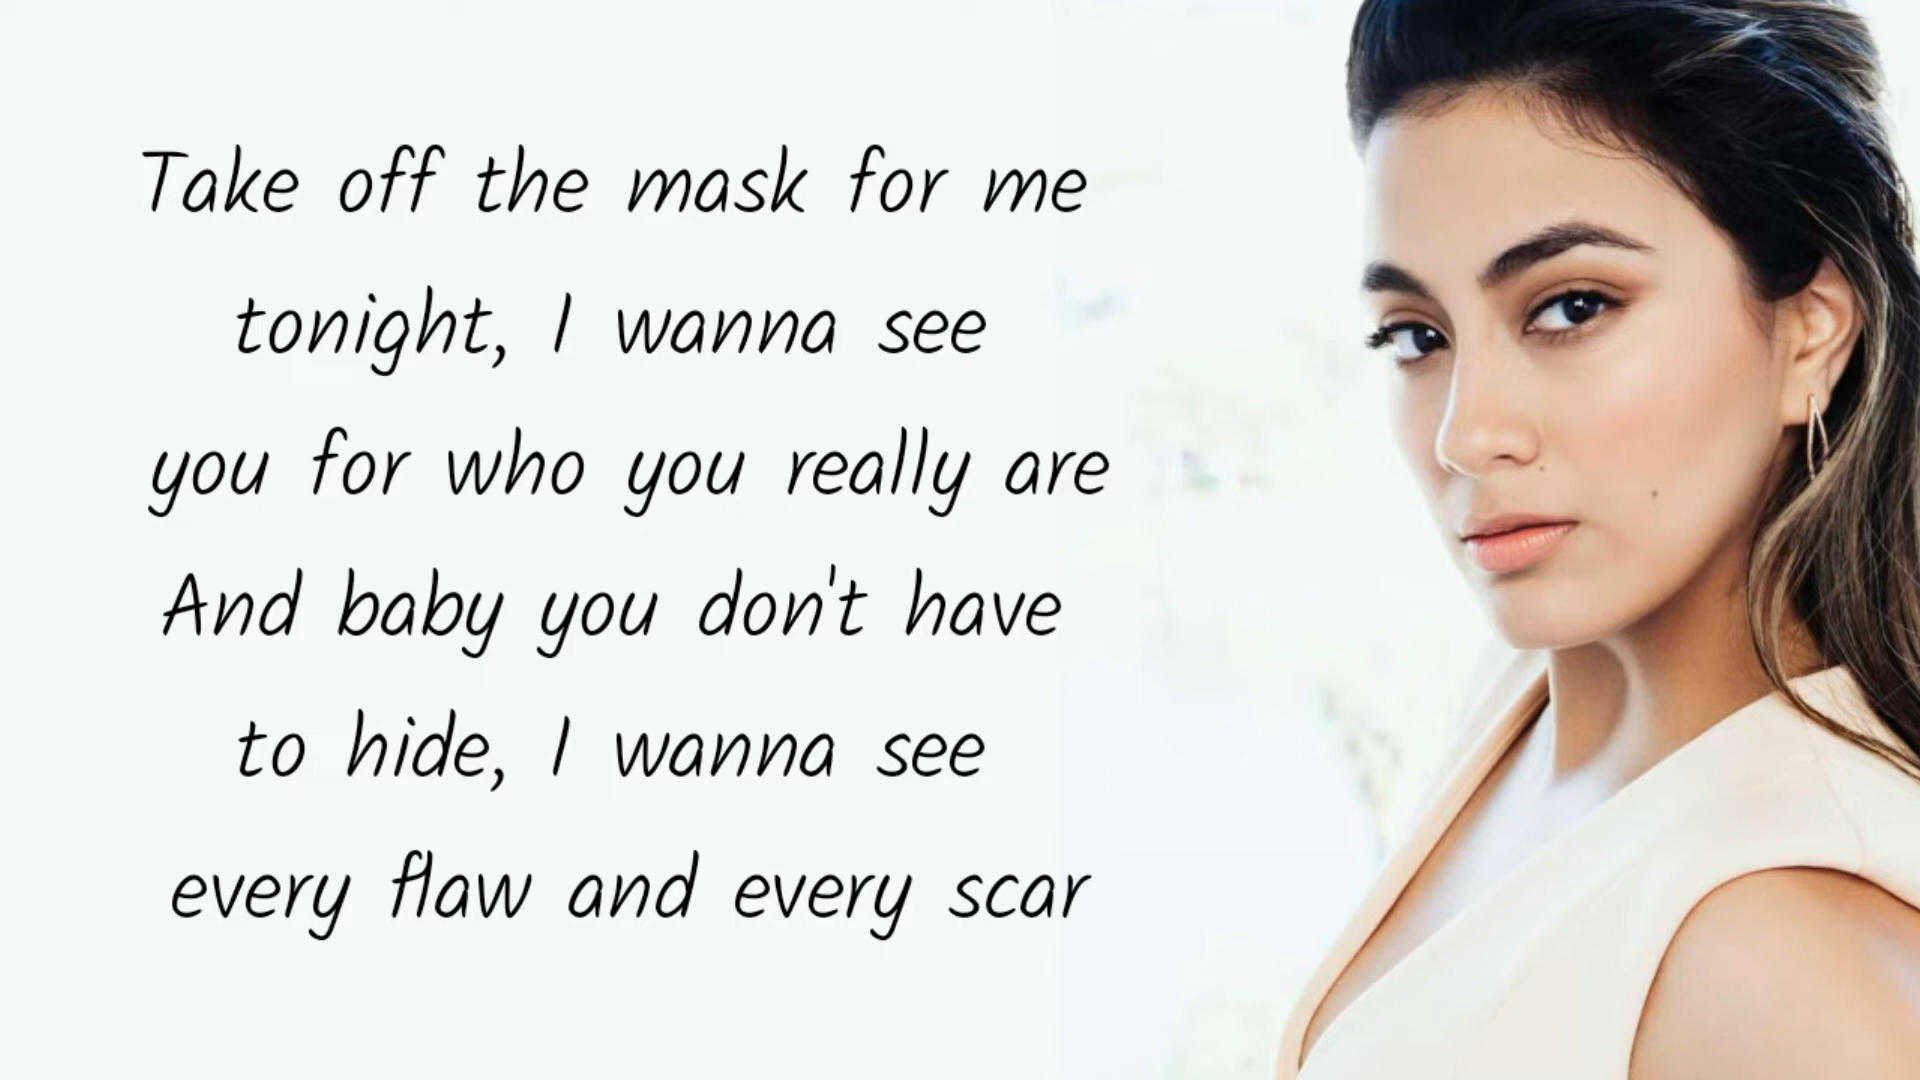 Take off the mask for me
tonight, I wanna see
you for who you really are
And baby you don't have
to hide, I wanna see
every flaw and every scar